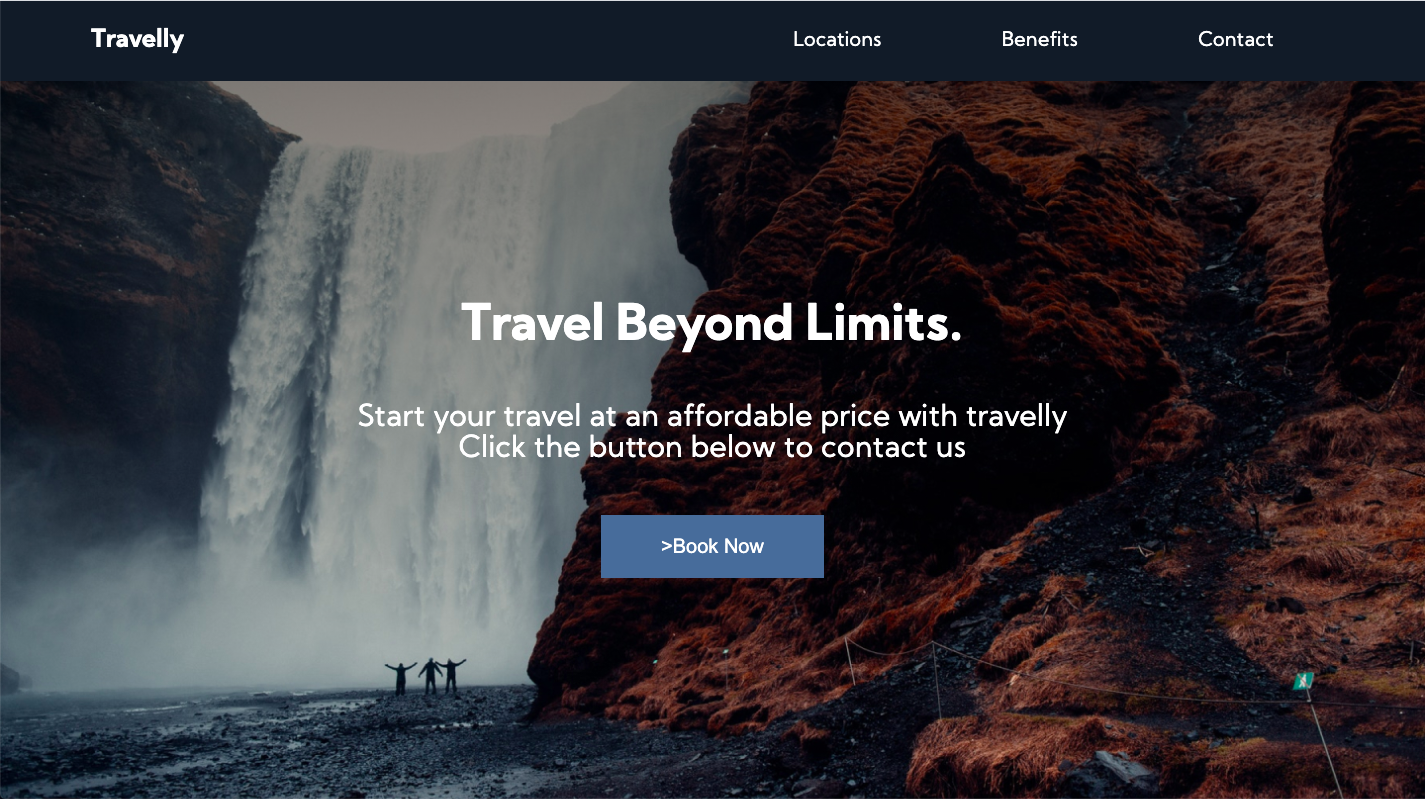 Travelly
Locations
Benefits
Contact
Travel Beyond Limits.
Start your travel at an affordable price with travelly
Click the button below to contact us
>Book Now